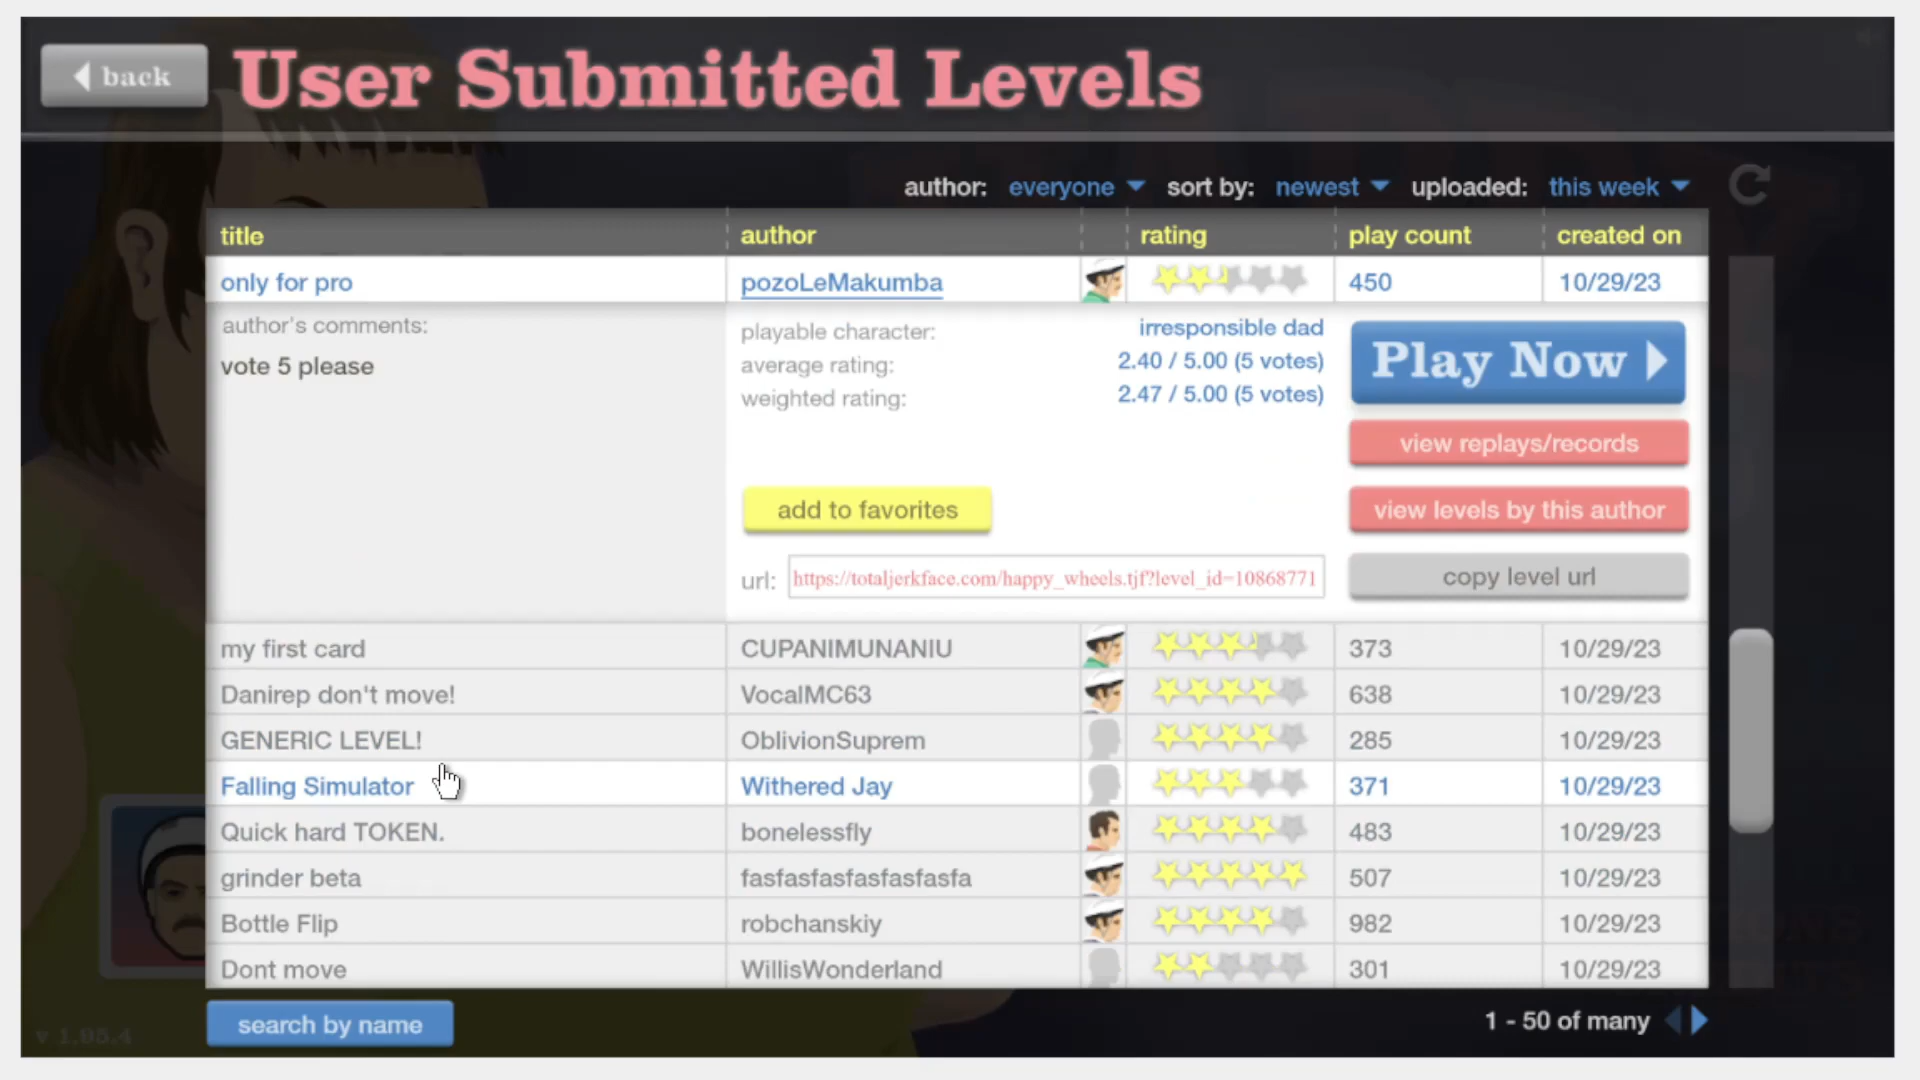 back
User Submitted Levels
author: everyone sort by: newest uploaded: this week
title author rating play count created on
only for pro pozoLeMakumba 450 10/29/23
author's comments:
vote 5 please
playable character: irresponsible dad
average rating: 2.40 / 5.00 (5 votes)
weighted rating: 2.47 / 5.00 (5 votes)
Play Now
view replays/records
add to favorites
view levels by this author
url: https://totaljerkface.com/happy_wheels.tjf?level_id=10868771
copy level url
my first card CUPANIMUNANIU 373 10/29/23
Danirep don't move! VocalMC63 638 10/29/23
GENERIC LEVEL! OblivionSuprem 285 10/29/23
Falling Simulator Withered Jay 371 10/29/23
Quick hard TOKEN. bonelessfly 483 10/29/23
grinder beta fasfasfasfasfasfasfa 507 10/29/23
Bottle Flip robchanskiy 982 10/29/23
Dont move WillisWonderland 301 10/29/23
search by name
1 - 50 of many
v 1.95.4